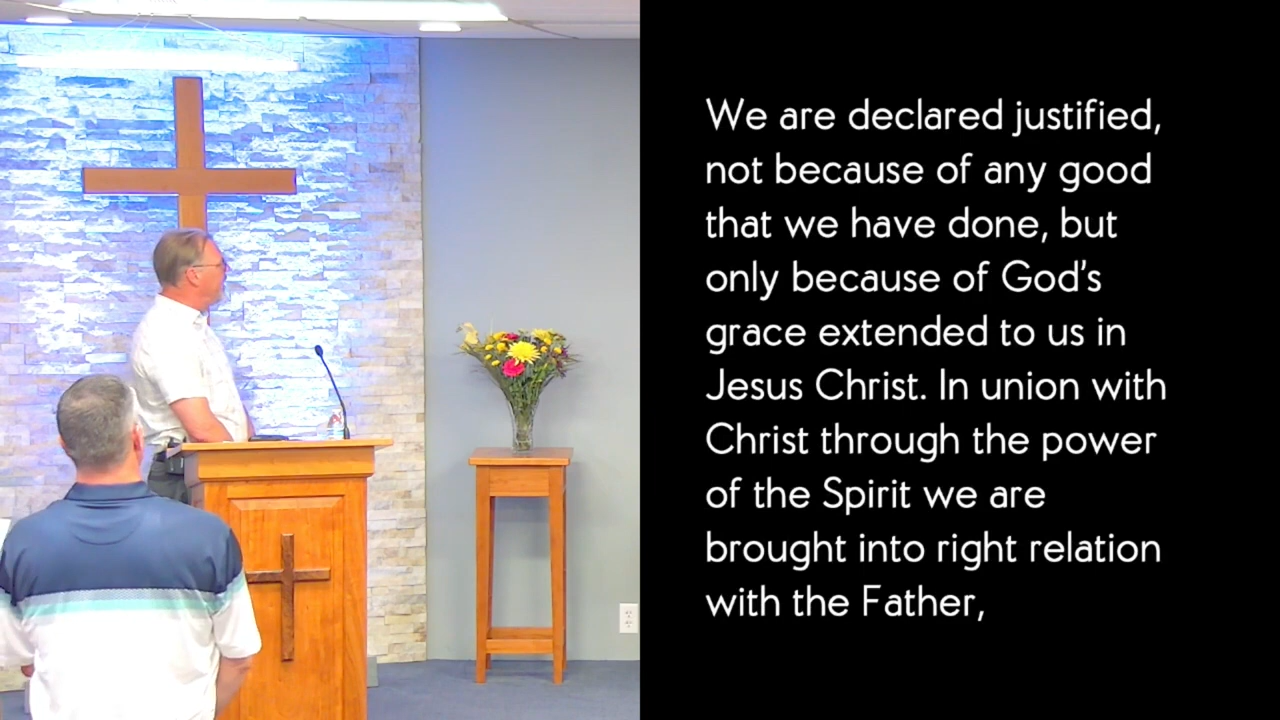 We are declared justified,
not because of any good
that we have done, but
only because of God's
grace extended to us in
Jesus Christ. In union with
Christ through the power
of the Spirit we are
brought into right relation
with the Father,